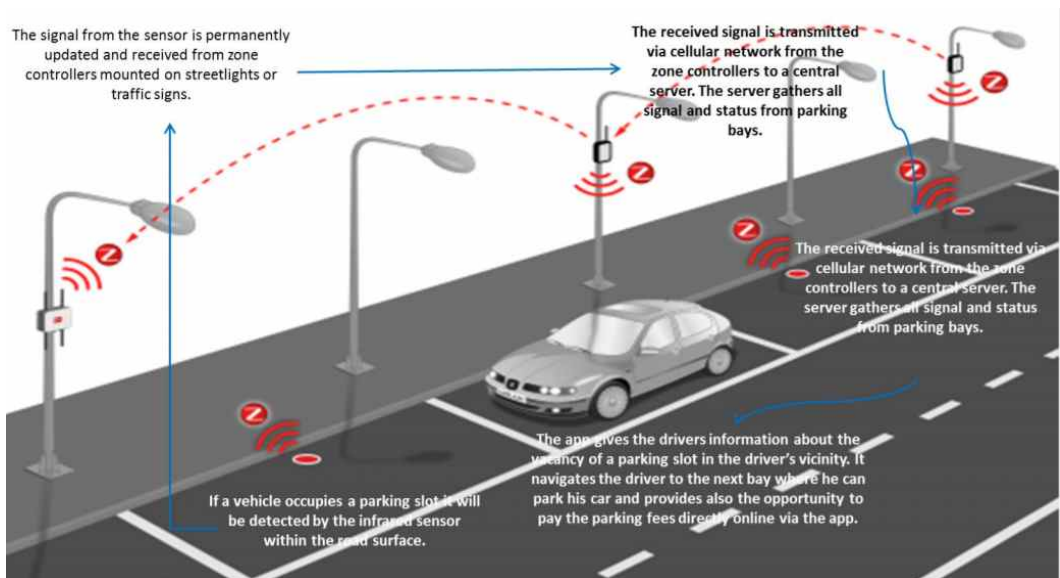 The signal from the sensor is permanently
updated and received from zone
controllers mounted on streetlights or
traffic signs.
The received signal is transmitted
via cellular network from the
zone controllers to a central
server. The server gathers all
signal and status from parking
bays.
The received signal is transmitted via
cellular network from the zone
controllers to a central server. The
server gathers all signal and status
from parking bays.
The app gives the drivers information about the
vacancy of a parking slot in the driver's vicinity. It
navigates the driver to the next bay where he can
park his car and provides also the opportunity to
pay the parking fees directly online via the app.
If a vehicle occupies a parking slot it will
be detected by the infrared sensor
within the road surface.
Z
Z
Z
Z
Z
Z